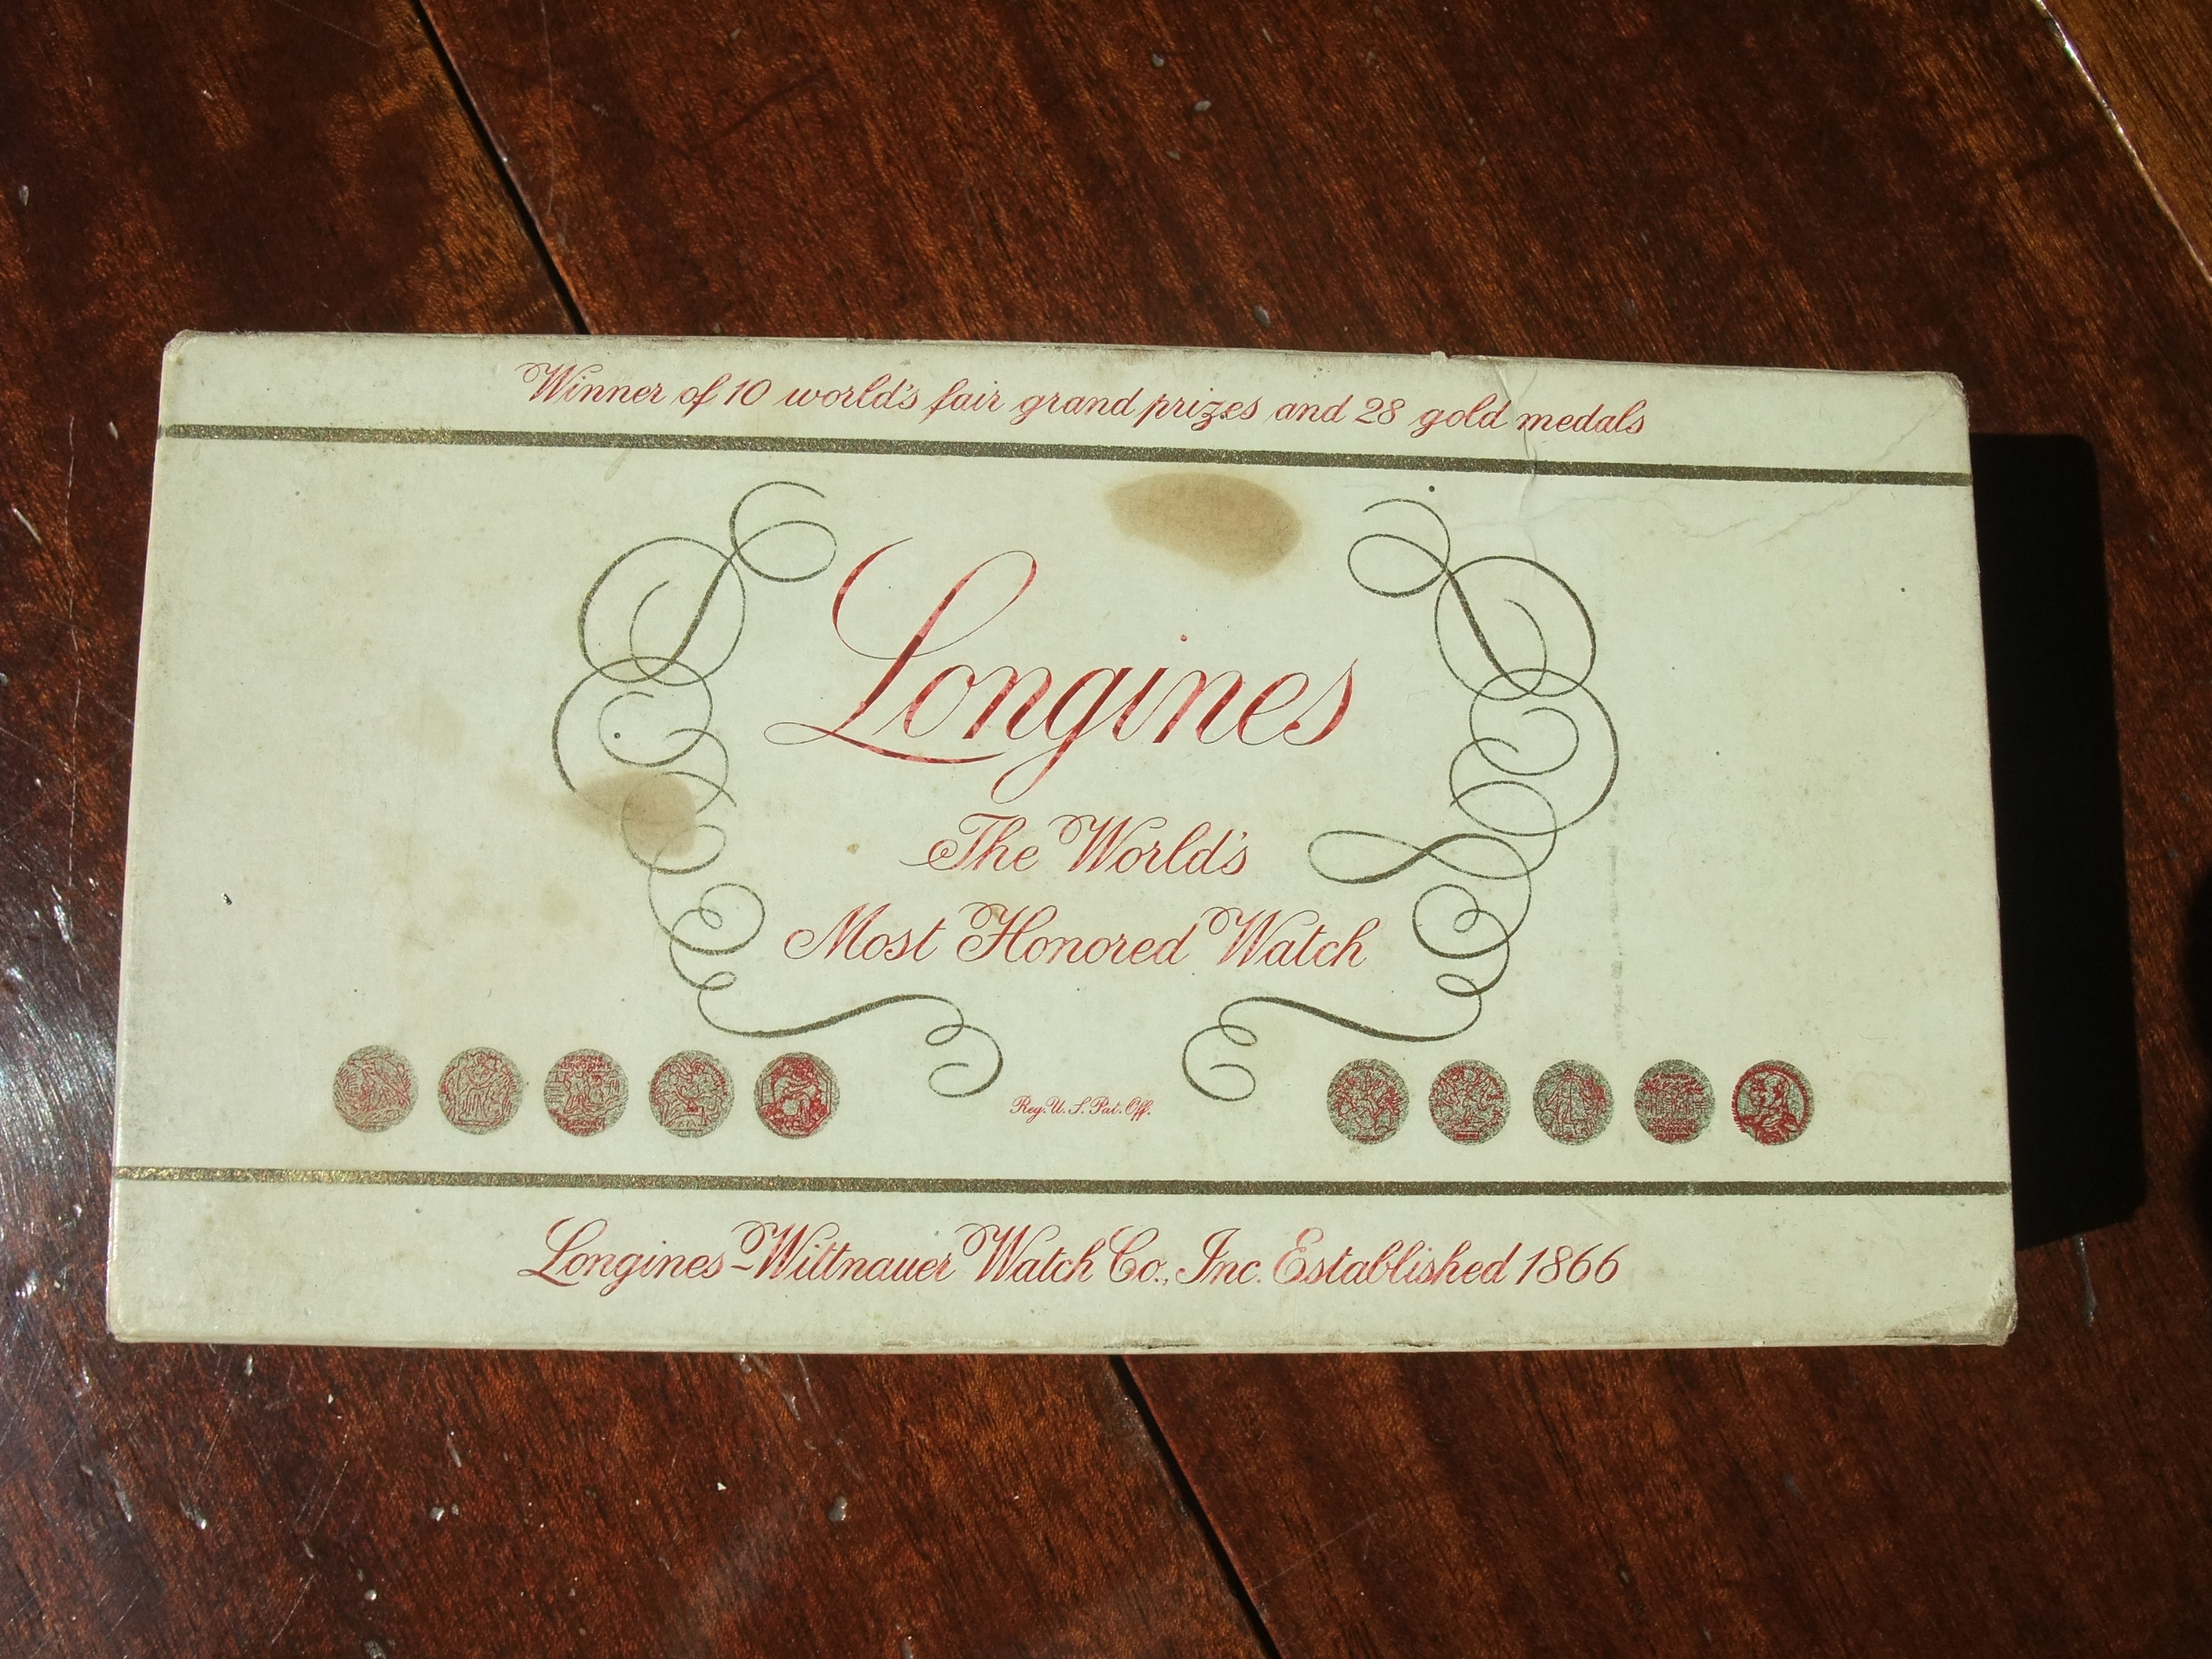 Winner of 10 world's fair grand prizes and 28 gold medals
Longines
The World's
Most Honored Watch
Reg. U. S. Pat. Off.
Longines-Wittnauer Watch Co., Inc. Established 1866